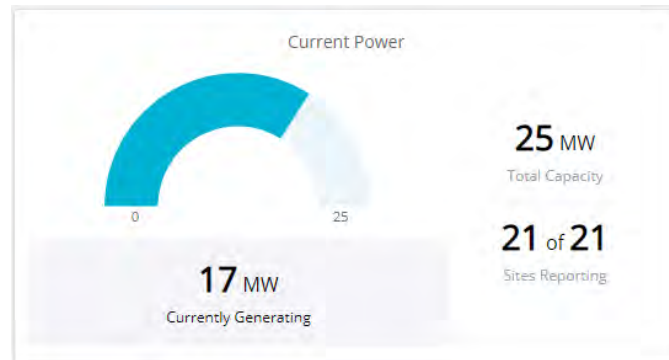 Current Power
0
25
17 MW
Currently Generating
25 MW
Total Capacity
21 of 21
Sites Reporting